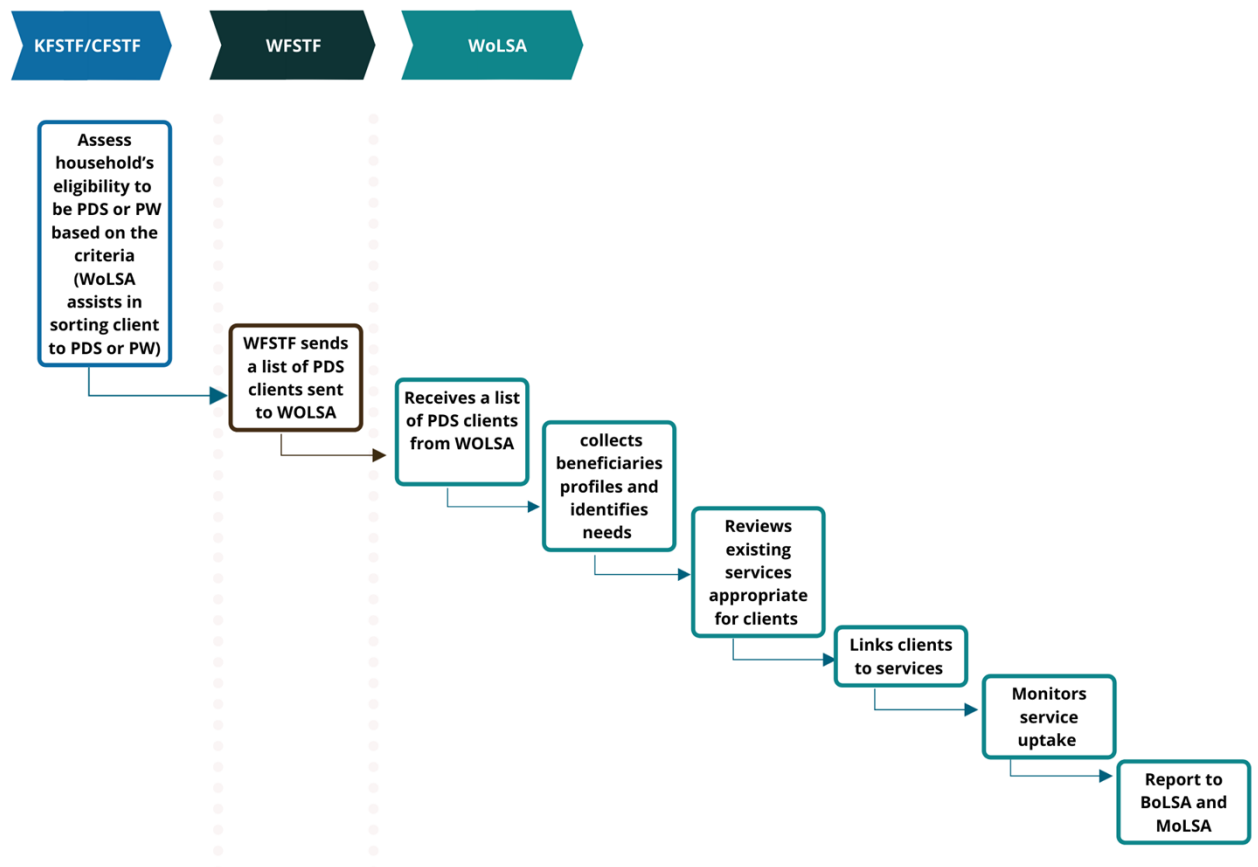 KFSTF/CFSTF
WFSTF
WoLSA
Assess
household’s
eligibility to
be PDS or PW
based on the
criteria
(WoLSA
assists in
sorting client
to PDS or PW)
WFSTF sends
a list of PDS
clients sent
to WOLSA
Receives a list
of PDS clients
from WOLSA
collects
beneficiaries
profiles and
identifies
needs
Reviews
existing
services
appropriate
for clients
Links clients
to services
Monitors
service
uptake
Report to
BoLSA and
MoLSA